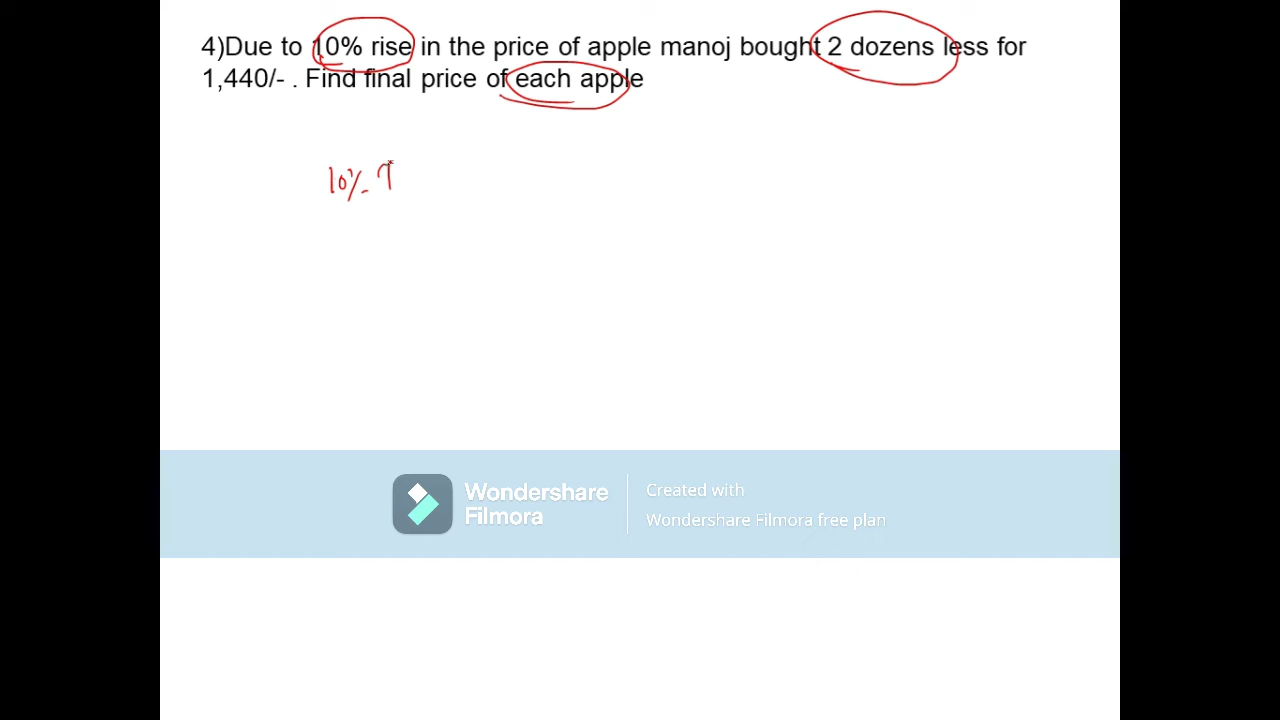 4)Due to 10% rise in the price of apple manoj bought 2 dozens less for
1,440/- . Find final price of each apple
10% ↑
Wondershare
Filmora
Created with
Wondershare Filmora free plan